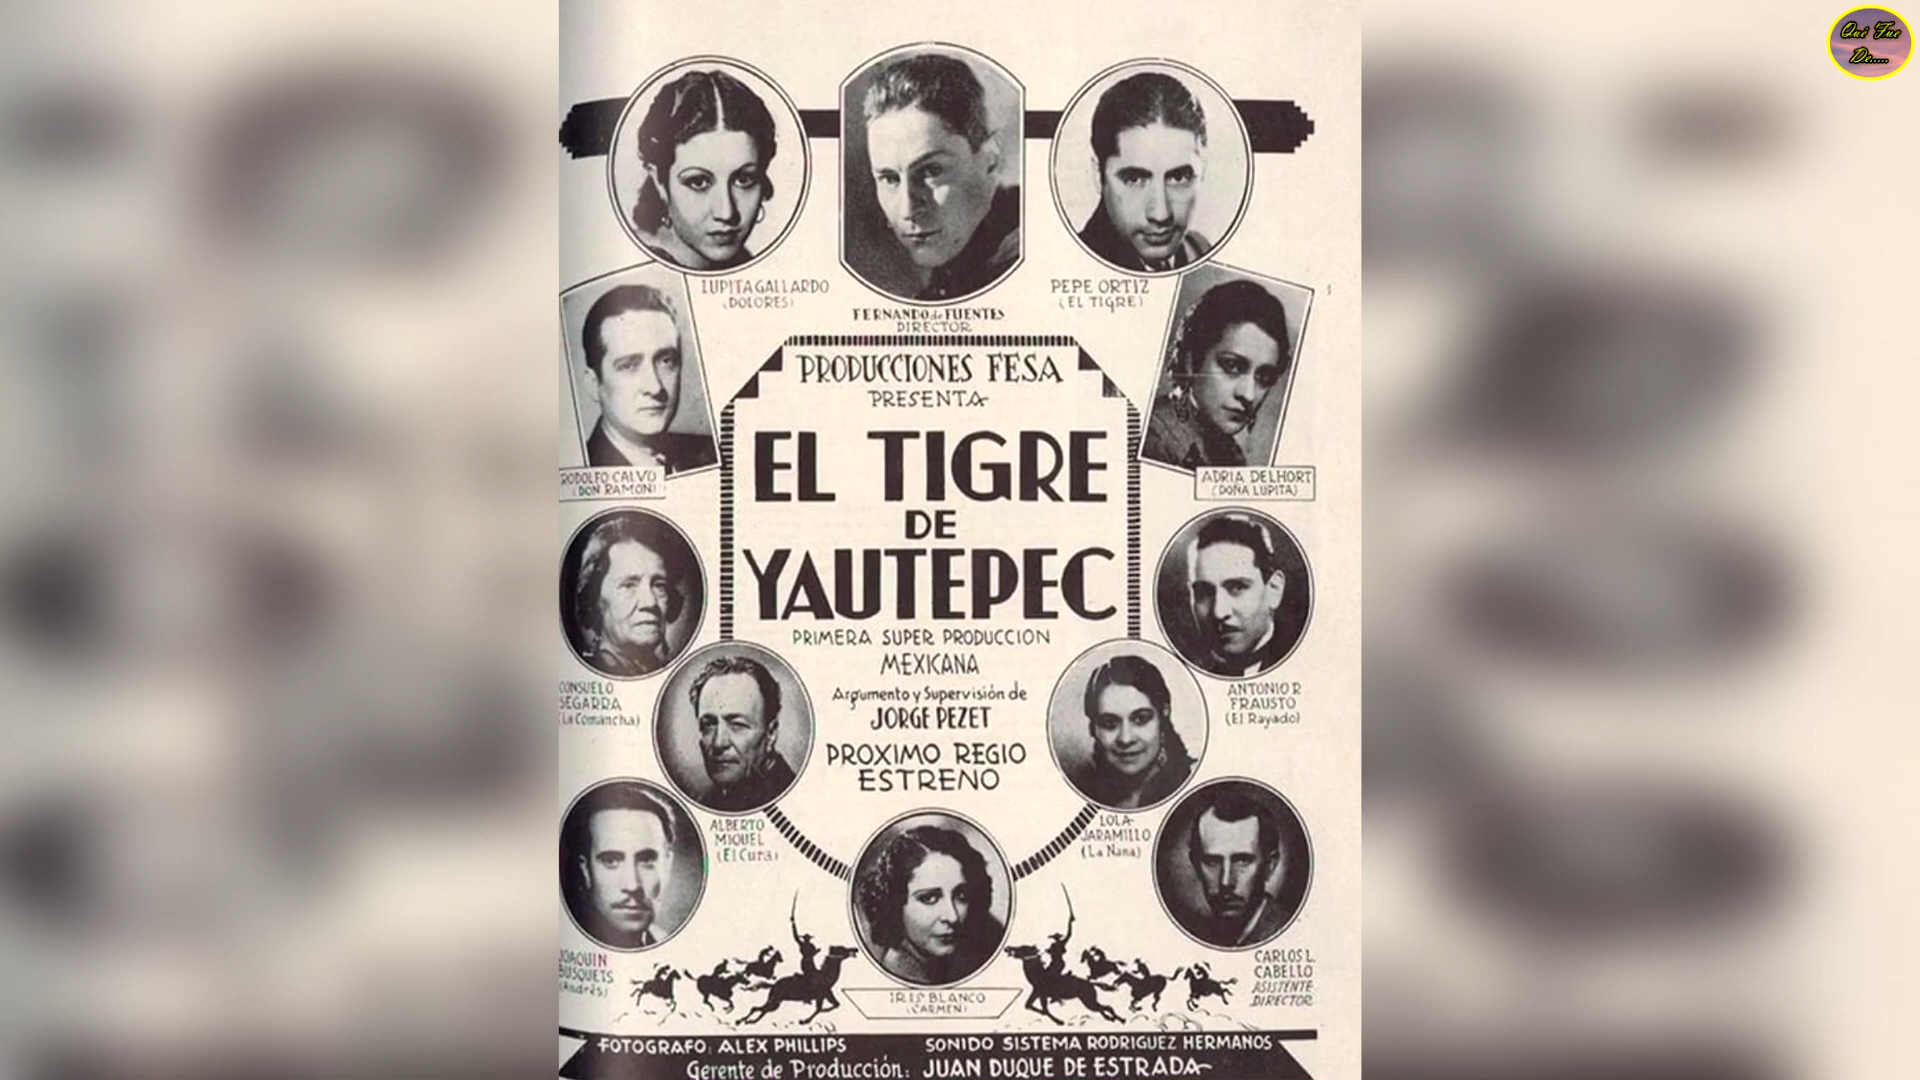 Qué Fue
De.....
LUPITA GALLARDO
(DOLORES)
FERNANDO de FUENTES
DIRECTOR
PEPE ORTIZ
(EL TIGRE)
PRODUCCIONES FESA
PRESENTA
RODOLFO CALVO
(DON RAMON)
ADRIA DELHORT
(DOÑA LUPITA)
EL TIGRE
DE
YAUTEPEC
PRIMERA SUPER PRODUCCION
MEXICANA
Argumento y Supervisión de
JORGE PEZET
PROXIMO REGIO
ESTRENO
CONSUELO
SEGARRA
(La Comancha)
ANTONIO R
FRAUSTO
(El Rayado)
ALBERTO
MIQUEL
(El Cura)
LOLA
JARAMILLO
(La Nana)
JOAQUIN
BUSQUETS
(Andrés)
IRIS BLANCO
(CARMEN)
CARLOS L.
CABELLO
ASISTENTE
DIRECTOR
FOTOGRAFO: ALEX PHILLIPS
SONIDO SISTEMA RODRIGUEZ HERMANOS
Gerente de Producción: JUAN DUQUE DE ESTRADA